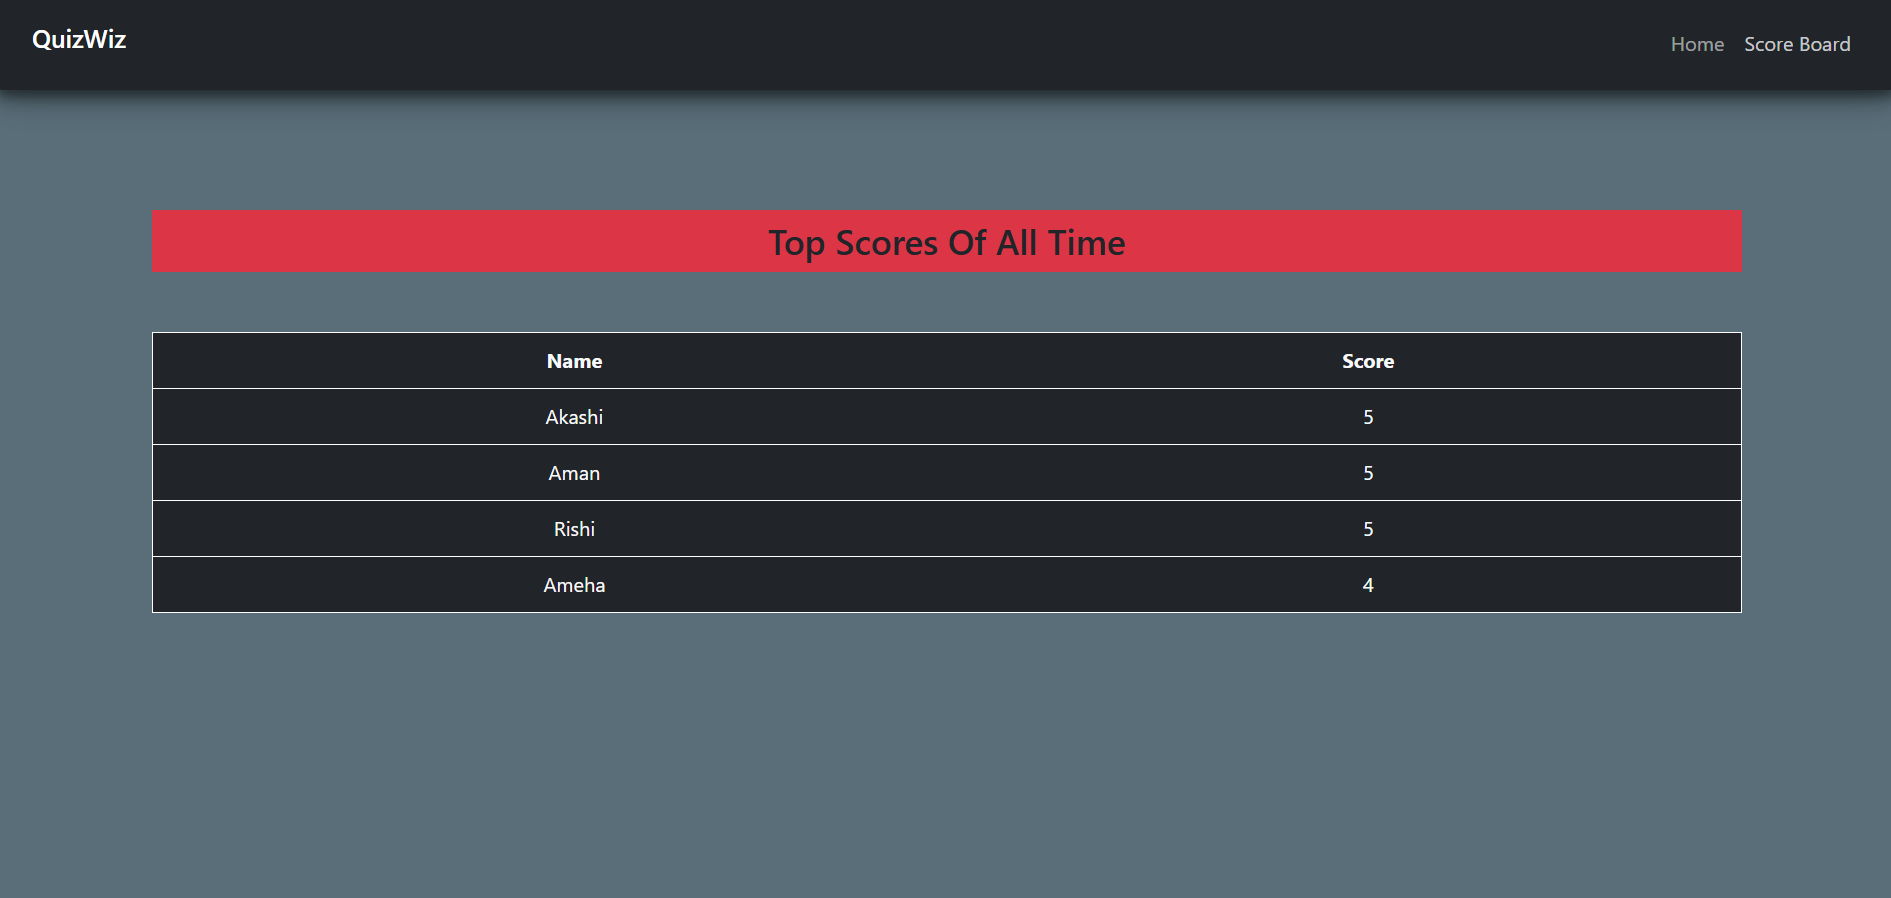 QuizWiz
Home Score Board
Top Scores Of All Time
Name Score
Akashi 5
Aman 5
Rishi 5
Ameha 4